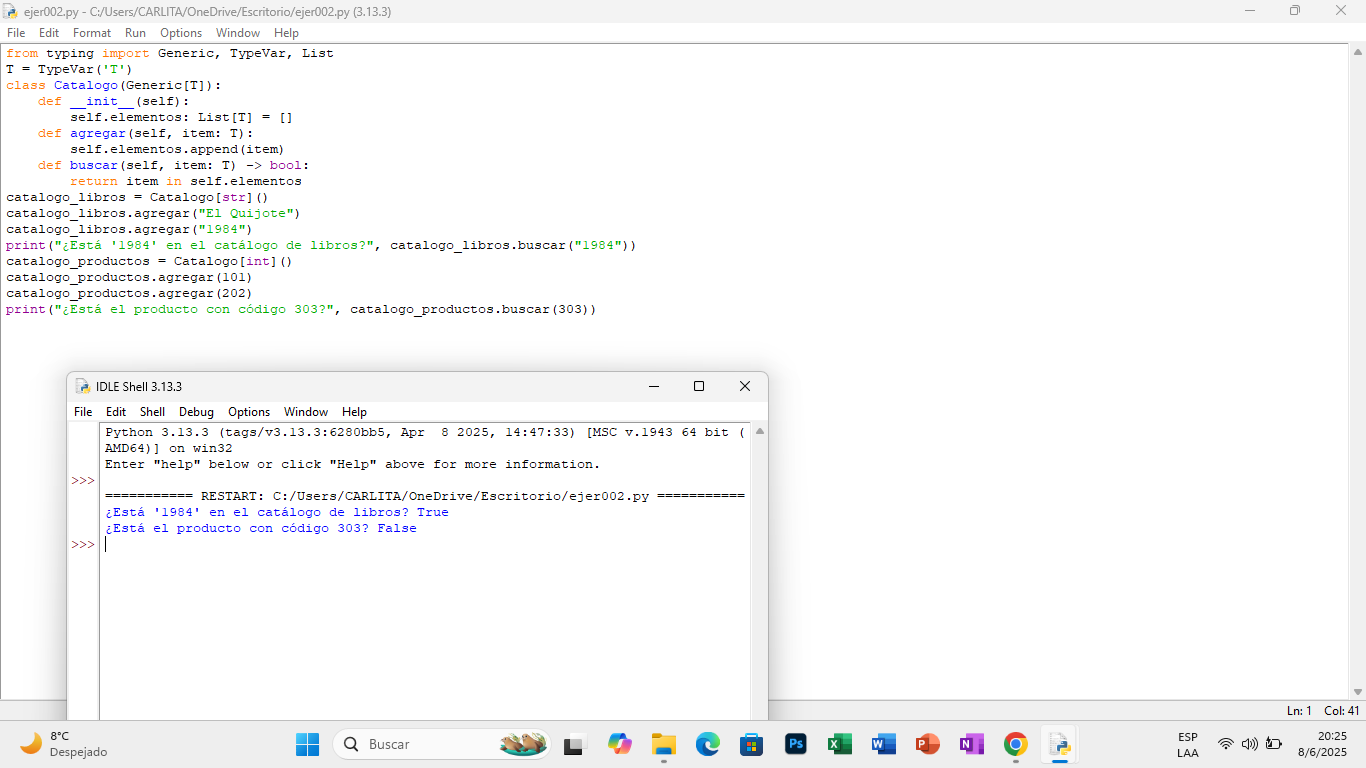 ejer002.py - C:/Users/CARLITA/OneDrive/Escritorio/ejer002.py (3.13.3)
File Edit Format Run Options Window Help
from typing import Generic, TypeVar, List
T = TypeVar('T')
class Catalogo(Generic[T]):
    def __init__(self):
        self.elementos: List[T] = []
    def agregar(self, item: T):
        self.elementos.append(item)
    def buscar(self, item: T) -> bool:
        return item in self.elementos
catalogo_libros = Catalogo[str]()
catalogo_libros.agregar("El Quijote")
catalogo_libros.agregar("1984")
print("¿Está '1984' en el catálogo de libros?", catalogo_libros.buscar("1984"))
catalogo_productos = Catalogo[int]()
catalogo_productos.agregar(101)
catalogo_productos.agregar(202)
print("¿Está el producto con código 303?", catalogo_productos.buscar(303))
IDLE Shell 3.13.3
File Edit Shell Debug Options Window Help
Python 3.13.3 (tags/v3.13.3:6280bb5, Apr  8 2025, 14:47:33) [MSC v.1943 64 bit (
AMD64)] on win32
Enter "help" below or click "Help" above for more information.
>>>
=========== RESTART: C:/Users/CARLITA/OneDrive/Escritorio/ejer002.py ===========
¿Está '1984' en el catálogo de libros? True
¿Está el producto con código 303? False
>>>
Ln: 1 Col: 41
8°C
Despejado
Buscar
Ps
ESP
LAA
20:25
8/6/2025